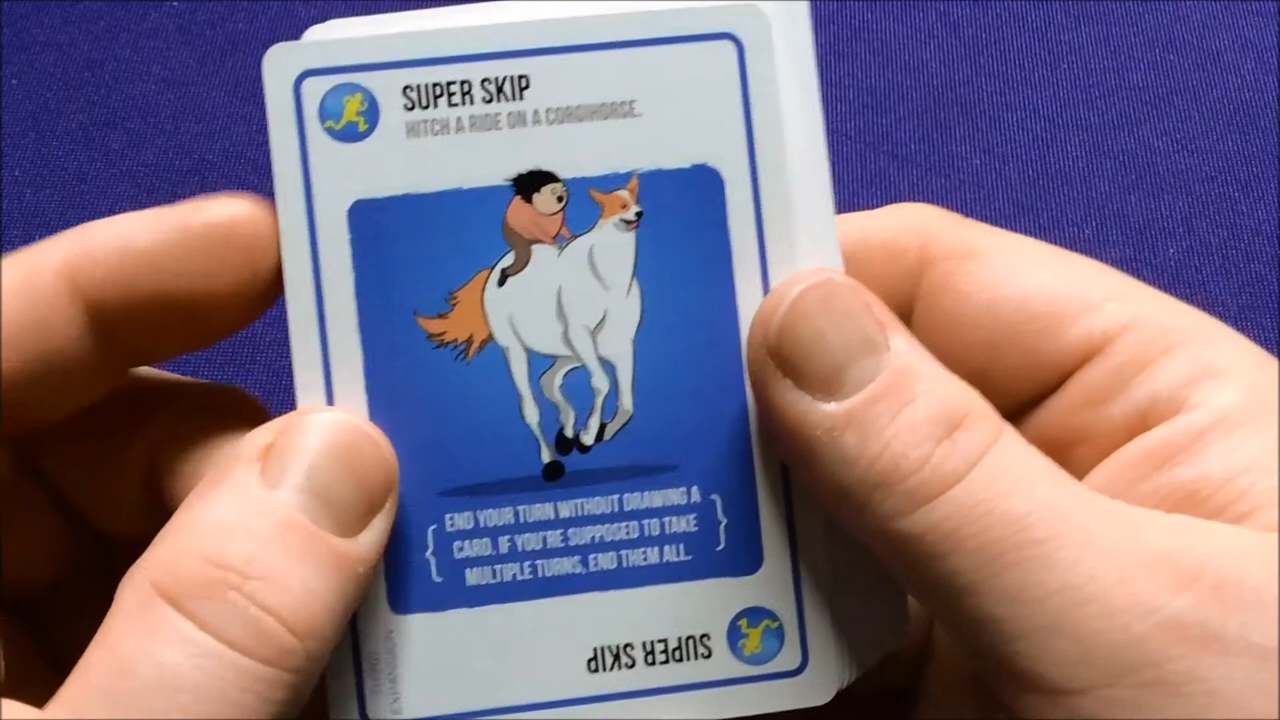 SUPER SKIP
HITCH A RIDE ON A CORGIHORSE.
END YOUR TURN WITHOUT DRAWING A
CARD. IF YOU'RE SUPPOSED TO TAKE
MULTIPLE TURNS, END THEM ALL.
SUPER SKIP
EXPANSION